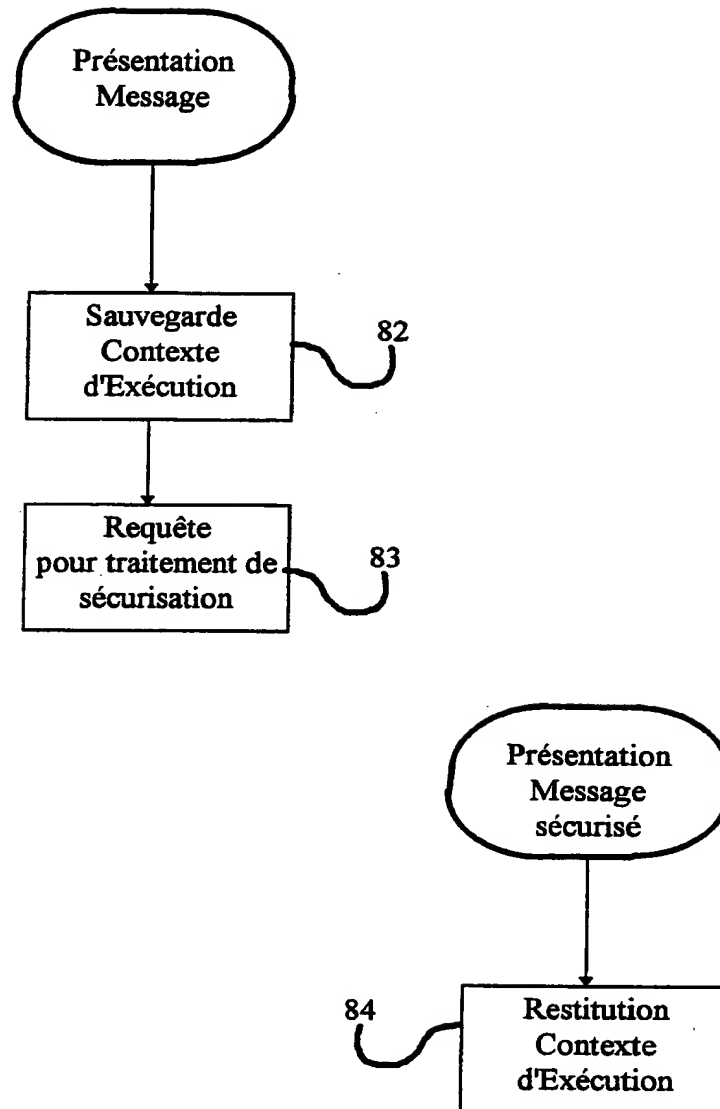 Présentation
Message
Sauvegarde
Contexte
d'Exécution
82
Requête
pour traitement de
sécurisation
83
Présentation
Message
sécurisé
84
Restitution
Contexte
d'Exécution